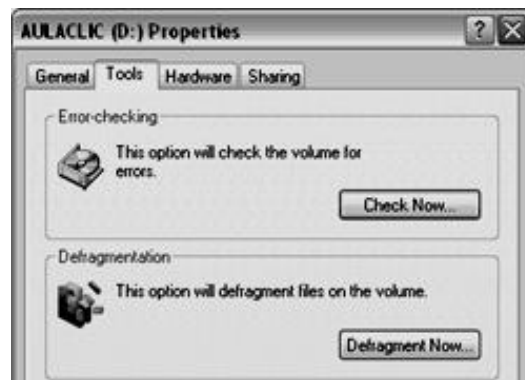 AULACLIC (D:) Properties
General Tools Hardware Sharing
Error-checking
This option will check the volume for
errors.
Check Now...
Defragmentation
This option will defragment files on the volume.
Defragment Now...